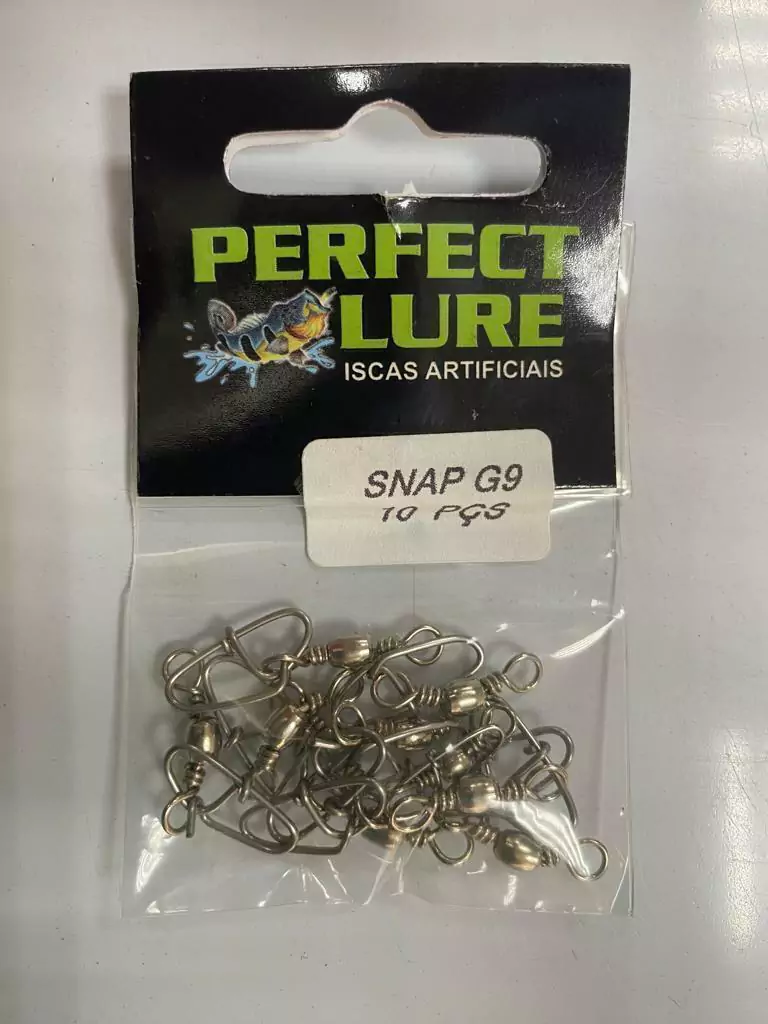 PERFECT
LURE
ISCAS ARTIFICIAIS
SNAP G9
10 PÇS